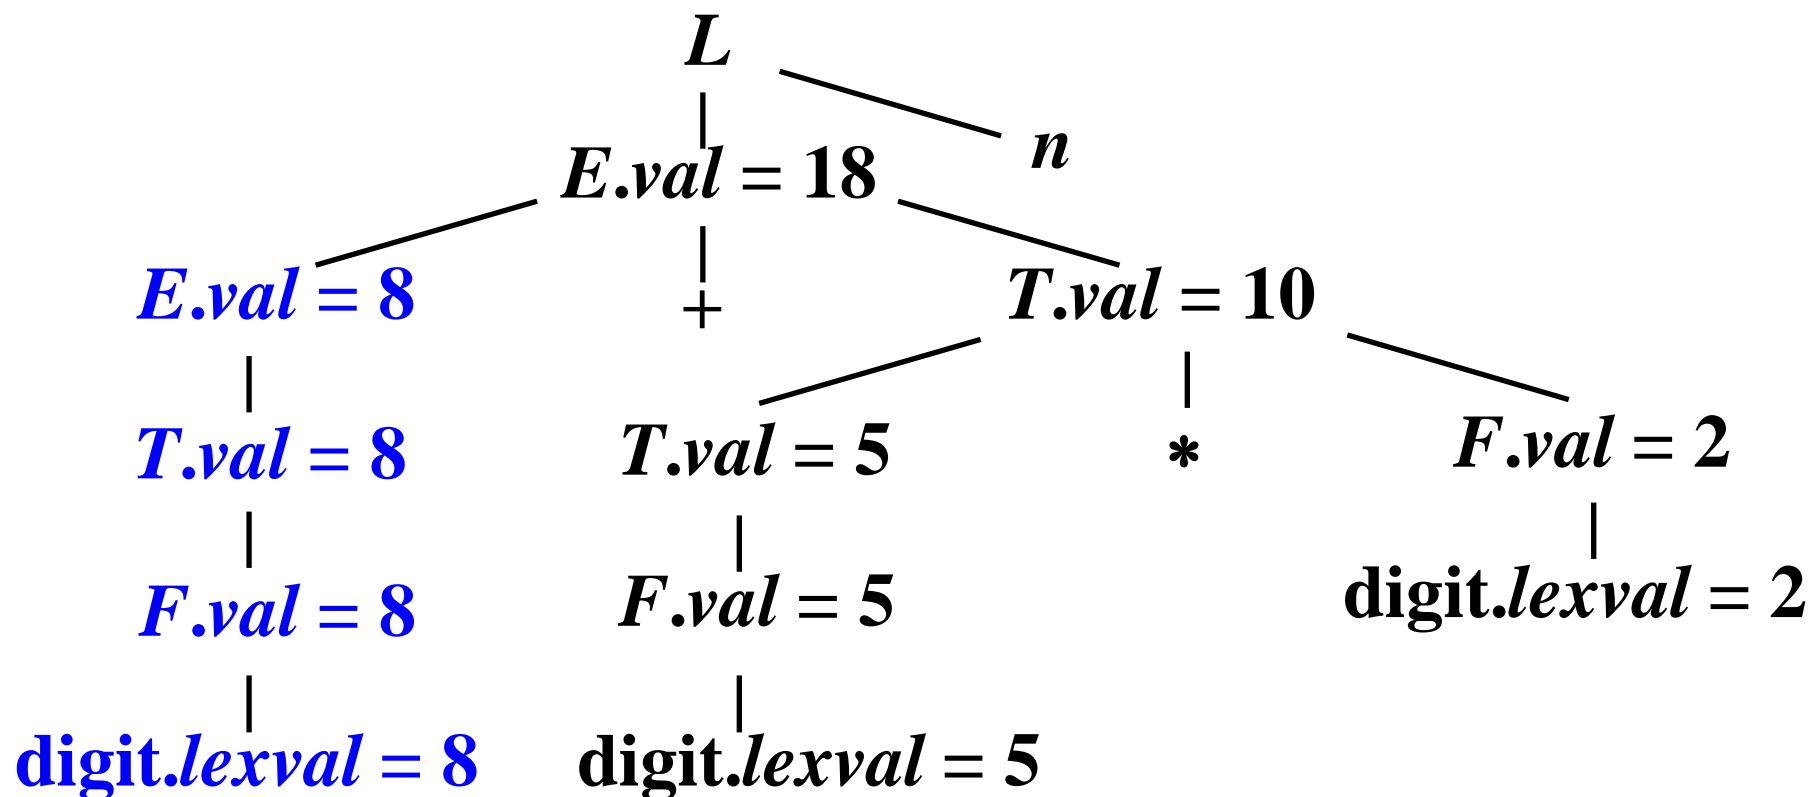 L
n
E.val = 18
E.val = 8 + T.val = 10
T.val = 8 T.val = 5 * F.val = 2
F.val = 8 F.val = 5 digit.lexval = 2
digit.lexval = 8 digit.lexval = 5